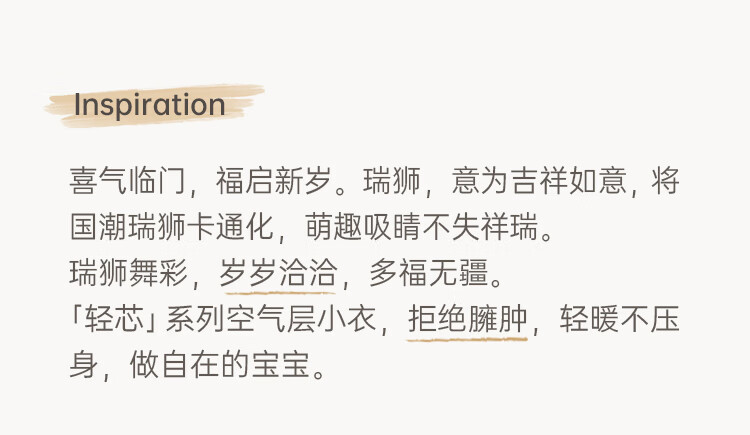 Inspiration
喜气临门，福启新岁。瑞狮，意为吉祥如意，将
国潮瑞狮卡通化，萌趣吸睛不失祥瑞。
瑞狮舞彩，岁岁洽洽，多福无疆。
「轻芯」系列空气层小衣，拒绝臃肿，轻暖不压
身，做自在的宝宝。